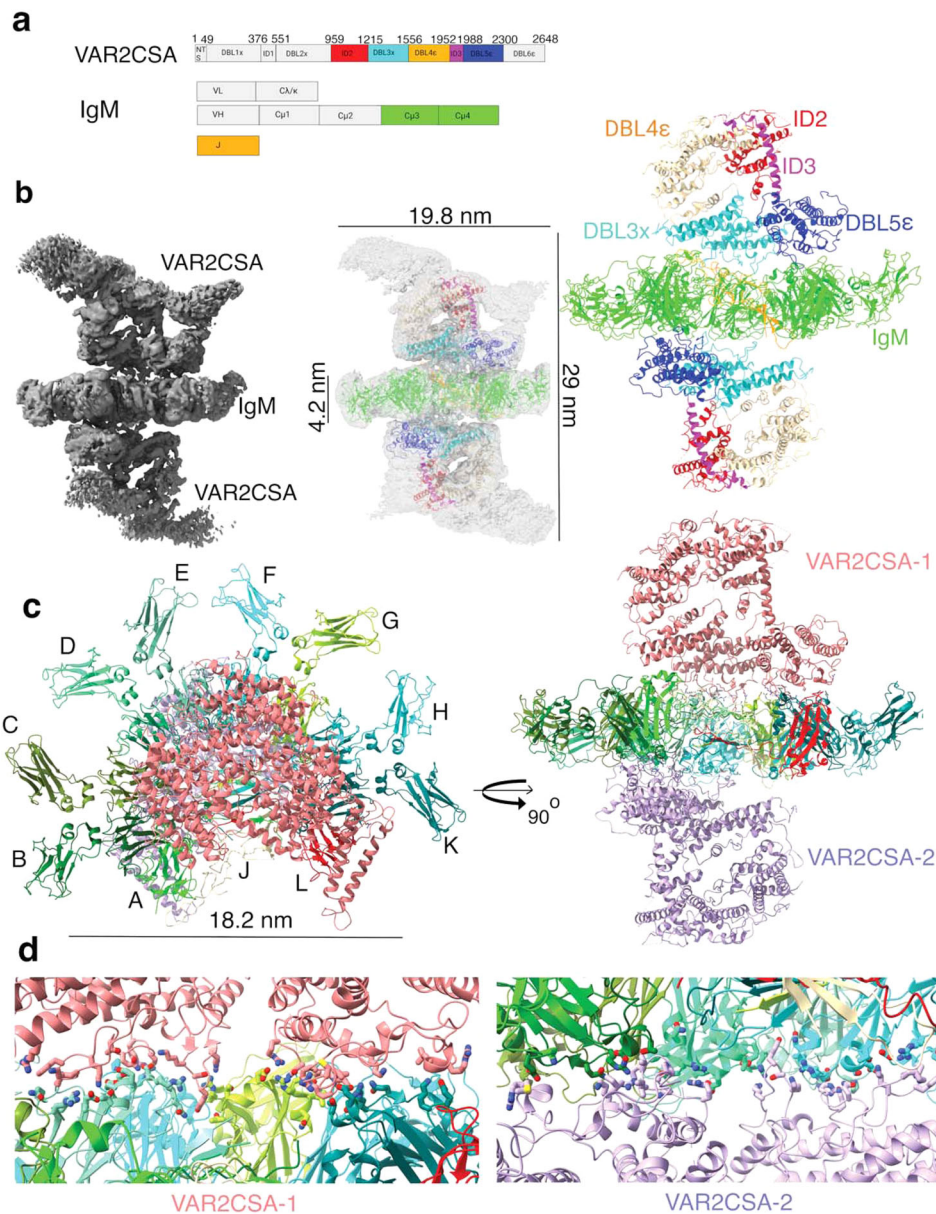 a
1 49 376 551 959 1215 1556 1952 1988 2300 2648
VAR2CSA
NT
S
DBL1x ID1 DBL2x ID2 DBL3x DBL4ε ID3 DBL5ε DBL6ε
VL Cλ/κ
IgM
VH Cμ1 Cμ2 Cμ3 Cμ4
J
DBL4ε
ID2
ID3
DBL3x
DBL5ε
IgM
b
VAR2CSA
IgM
VAR2CSA
19.8 nm
4.2 nm
29 nm
c
A
B
C
D
E
F
G
H
K
L
J
18.2 nm
90 o
VAR2CSA-1
VAR2CSA-2
d
VAR2CSA-1
VAR2CSA-2